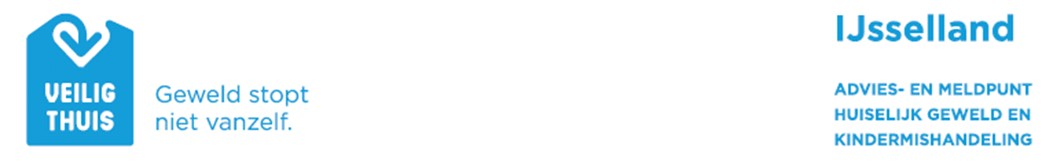 VEILIG
THUIS
Geweld stopt
niet vanzelf.
IJsselland
ADVIES- EN MELDPUNT
HUISELIJK GEWELD EN
KINDERMISHANDELING